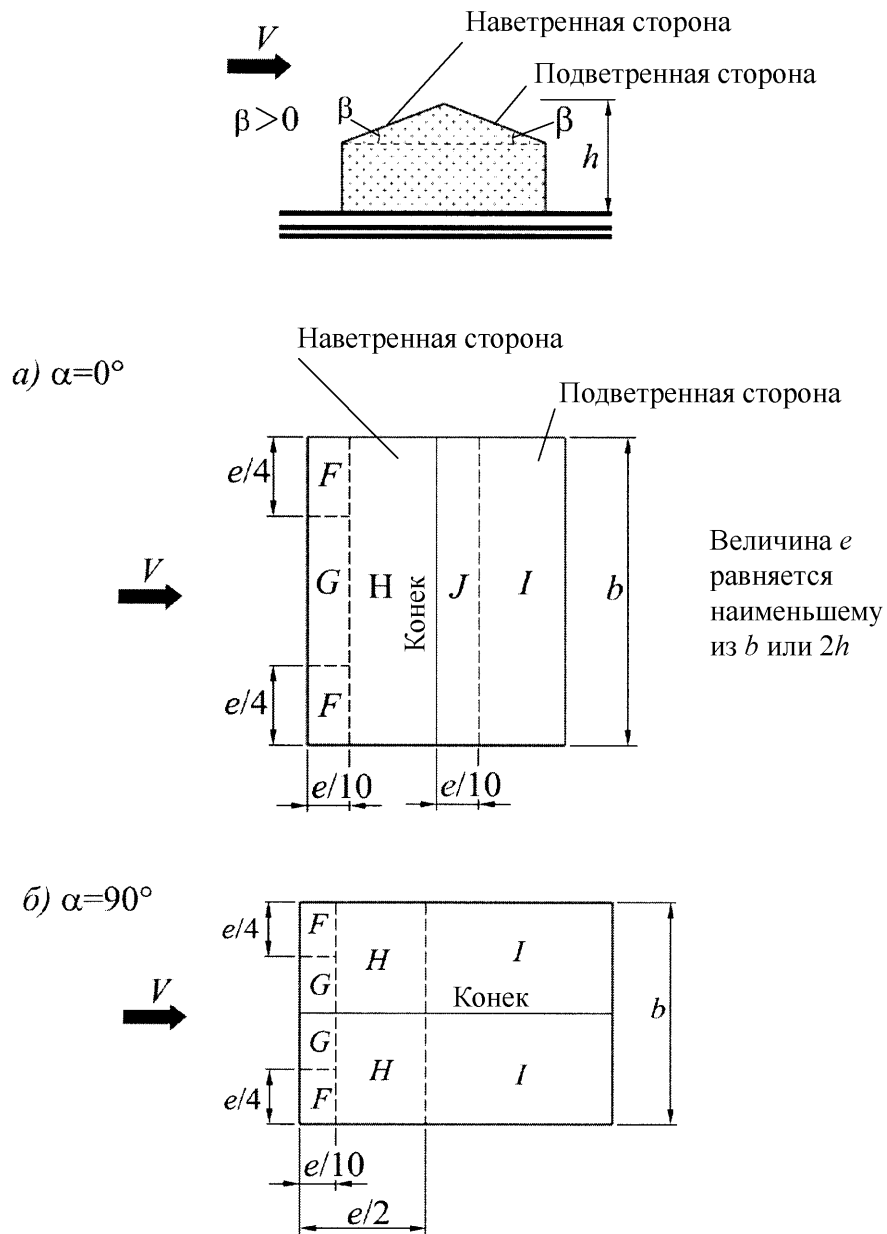 Наветренная сторона
V
Подветренная сторона
β>0
β
β
h
Наветренная сторона
а) α=0°
Подветренная сторона
e/4
F
V
G
H
Конек
J
I
b
Величина e
равняется
наименьшему
из b или 2h
e/4
F
e/10
e/10
б) α=90°
e/4
F
H
I
G
V
Конек
b
G
H
I
e/4
F
e/10
e/2